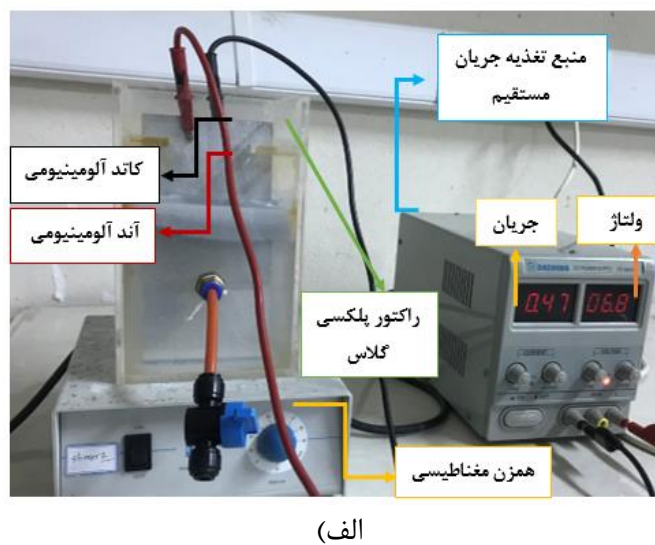 منبع تغذیه جریان
مستقیم
کاتد آلومینیومی
آند آلومینیومی
جریان
ولتاژ
0.47
06.8
راکتور پلکسی
گلاس
همزن مغناطیسی
الف)